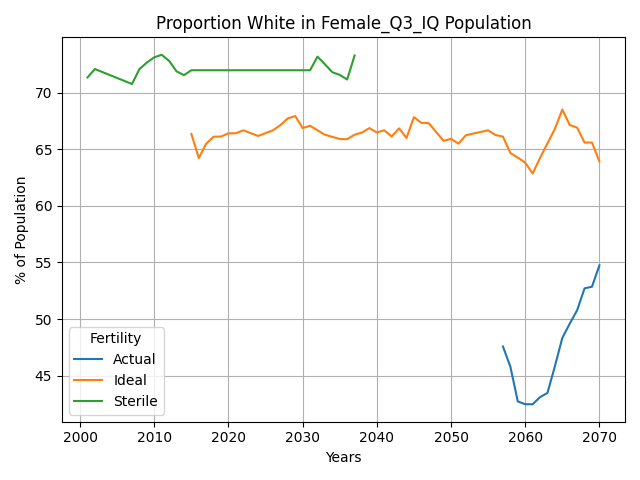 Proportion White in Female_Q3_IQ Population
% of Population
70
65
60
55
50
45
Fertility
Actual
Ideal
Sterile
2000 2010 2020 2030 2040 2050 2060 2070
Years